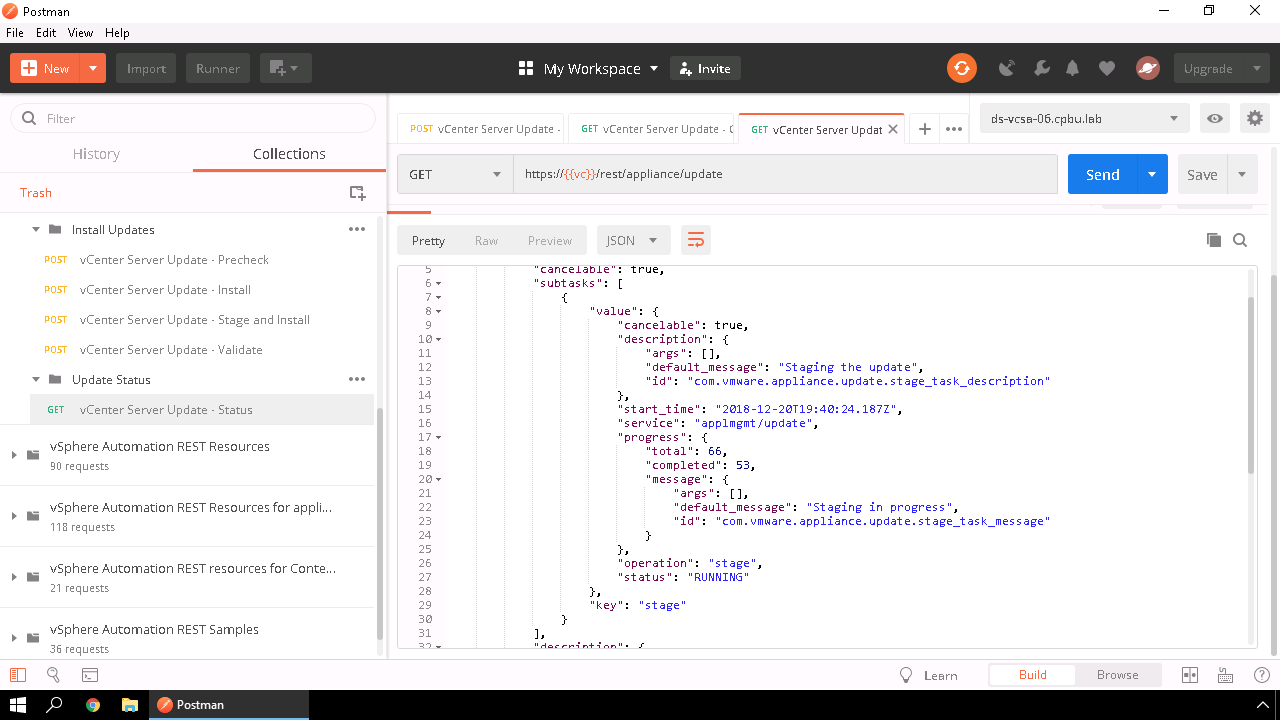 Postman
File Edit View Help
New Import Runner My Workspace Invite Upgrade
Filter
History Collections
Trash
Install Updates
POST vCenter Server Update - Precheck
POST vCenter Server Update - Install
POST vCenter Server Update - Stage and Install
POST vCenter Server Update - Validate
Update Status
GET vCenter Server Update - Status
vSphere Automation REST Resources
90 requests
vSphere Automation REST Resources for appli...
118 requests
vSphere Automation REST resources for Conte...
21 requests
vSphere Automation REST Samples
36 requests
POST vCenter Server Update - GET vCenter Server Update - GET vCenter Server Updat
ds-vcsa-06.cpbu.lab
GET https://{{vc}}/rest/appliance/update Send Save
Pretty Raw Preview JSON
5 "cancelable": true,
6 "subtasks": [
7 {
8 "value": {
9 "cancelable": true,
10 "description": {
11 "args": [],
12 "default_message": "Staging the update",
13 "id": "com.vmware.appliance.update.stage_task_description"
14 },
15 "start_time": "2018-12-20T19:40:24.187Z",
16 "service": "applmgmt/update",
17 "progress": {
18 "total": 66,
19 "completed": 53,
20 "message": {
21 "args": [],
22 "default_message": "Staging in progress",
23 "id": "com.vmware.appliance.update.stage_task_message"
24 }
25 },
26 "operation": "stage",
27 "status": "RUNNING"
28 },
29 "key": "stage"
30 }
31 ],
32 "description": {
Learn Build Browse
Postman